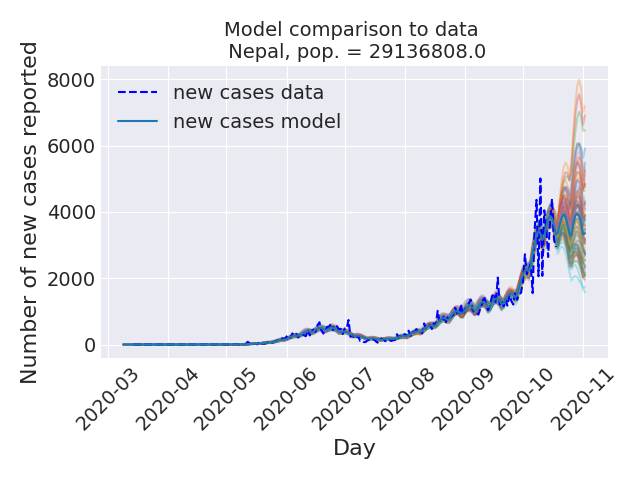 Model comparison to data
Nepal, pop. = 29136808.0
Number of new cases reported
8000
6000
4000
2000
0
new cases data
new cases model
2020-03
2020-04
2020-05
2020-06
2020-07
2020-08
2020-09
2020-10
2020-11
Day